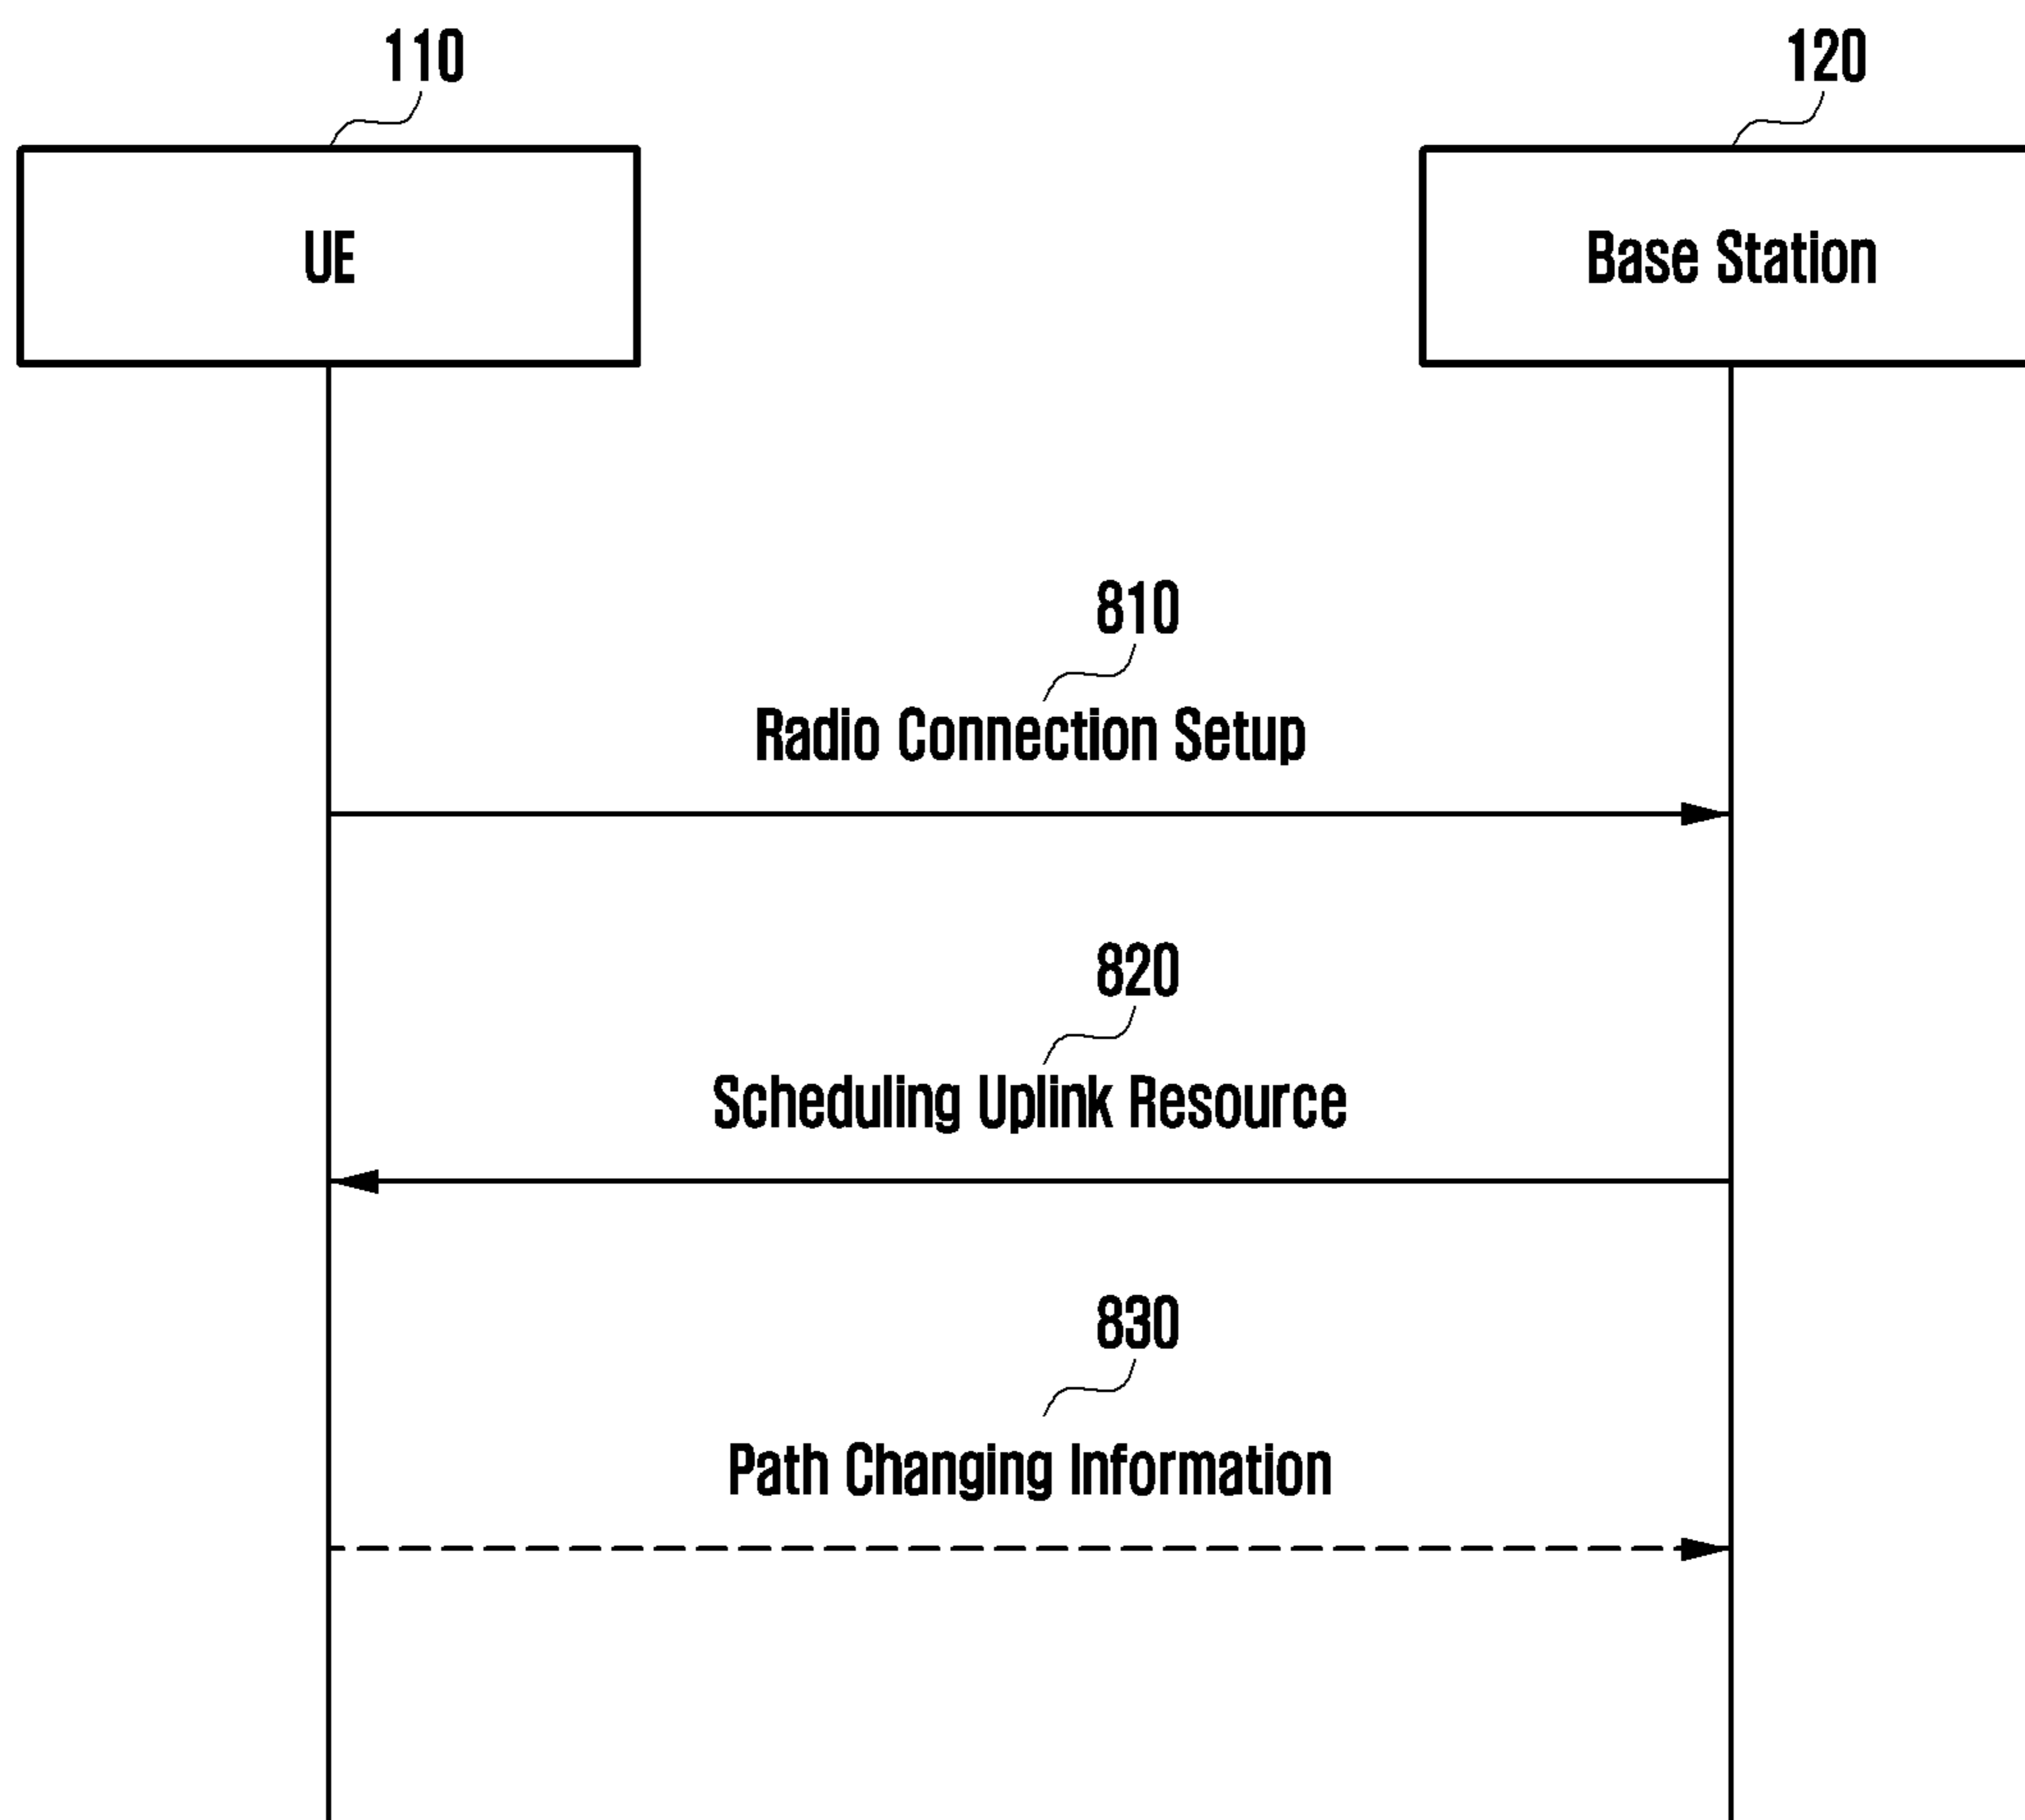 110
120
UE
Base Station
810
Radio Connection Setup
820
Scheduling Uplink Resource
830
Path Changing Information